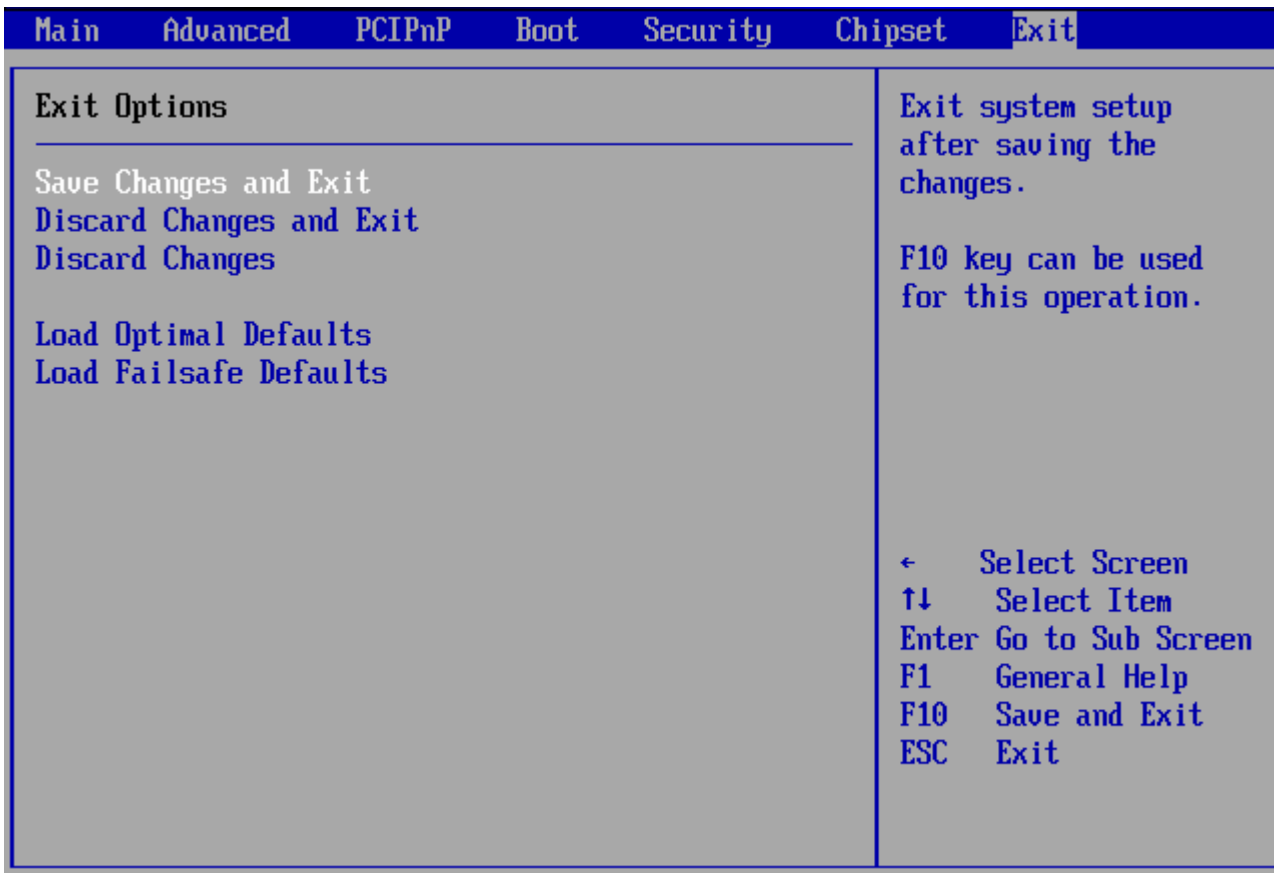 Main Advanced PCIPnP Boot Security Chipset Exit
Exit Options
Save Changes and Exit
Discard Changes and Exit
Discard Changes
Load Optimal Defaults
Load Failsafe Defaults
Exit system setup
after saving the
changes.
F10 key can be used
for this operation.
← Select Screen
↑↓ Select Item
Enter Go to Sub Screen
F1 General Help
F10 Save and Exit
ESC Exit